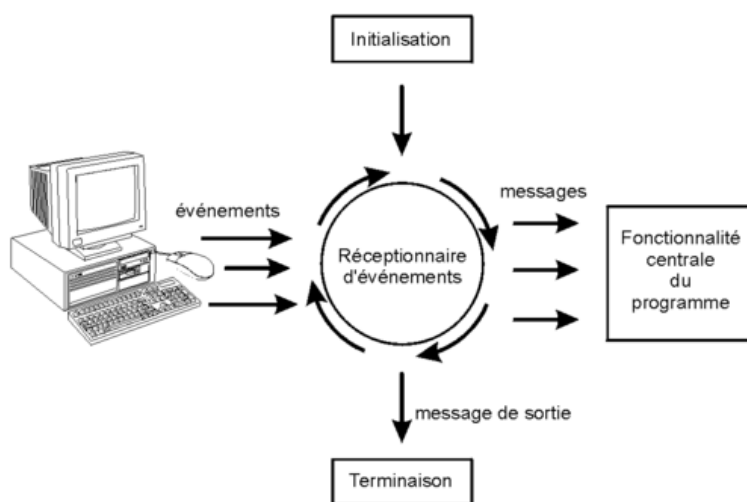 Initialisation
événements
messages
Réceptionnaire
d'événements
Fonctionnalité
centrale
du
programme
message de sortie
Terminaison